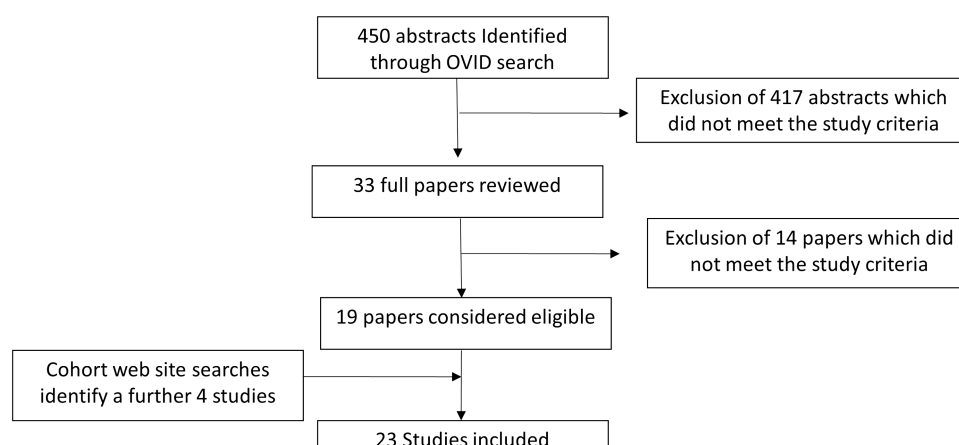 450 abstracts Identified
through OVID search
Exclusion of 417 abstracts which
did not meet the study criteria
33 full papers reviewed
Exclusion of 14 papers which did
not meet the study criteria
19 papers considered eligible
Cohort web site searches
identify a further 4 studies
23 Studies included